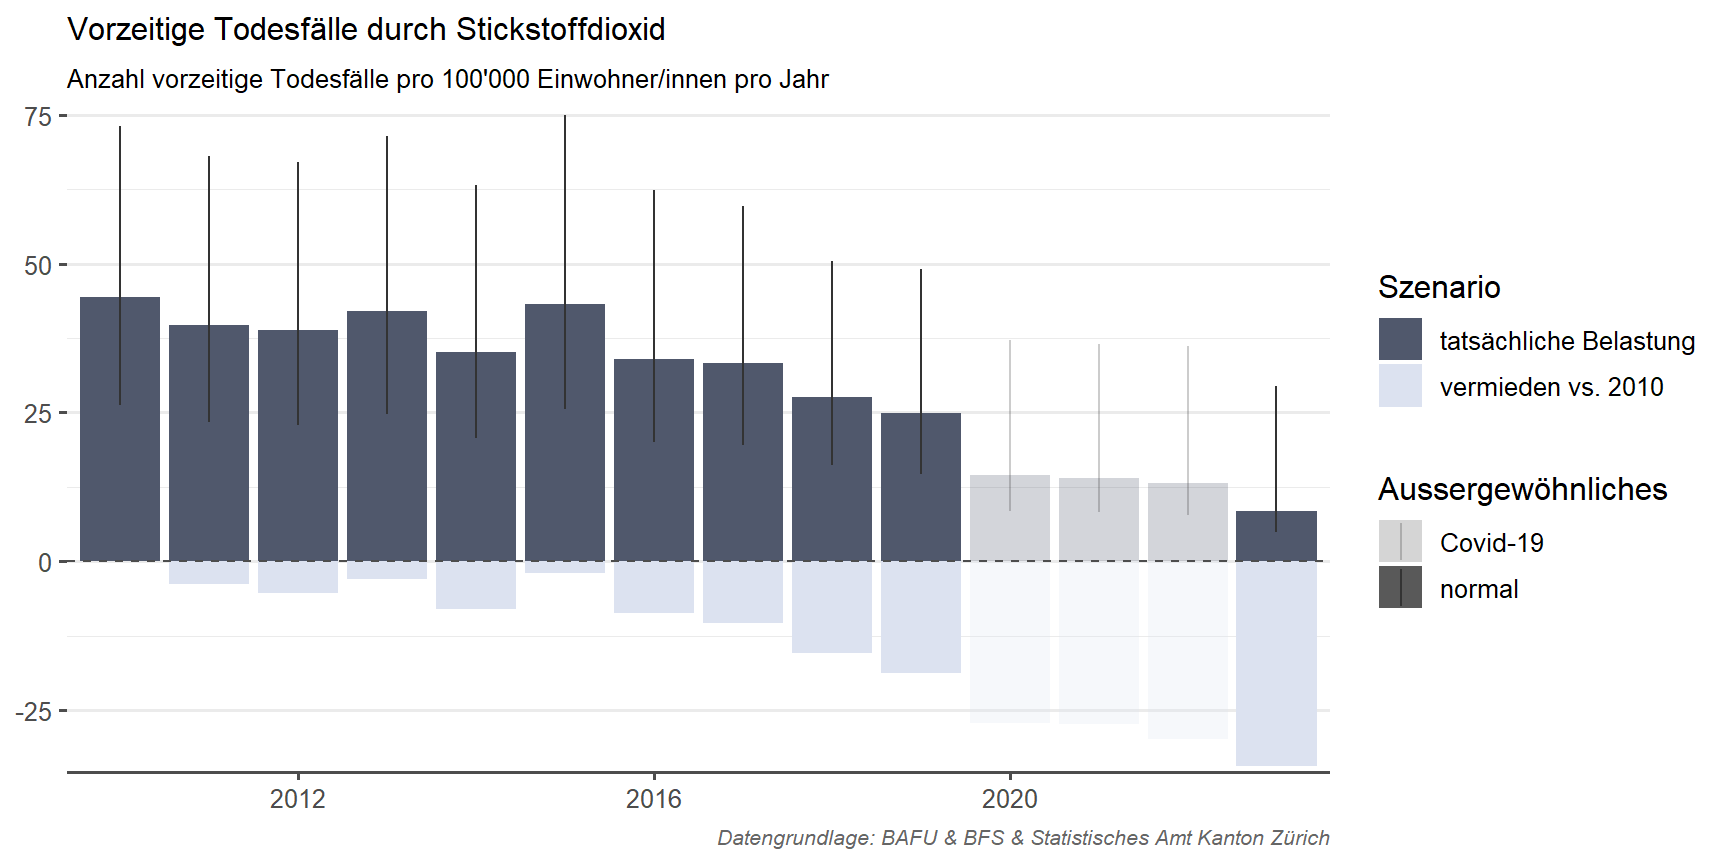 Vorzeitige Todesfälle durch Stickstoffdioxid
Anzahl vorzeitige Todesfälle pro 100'000 Einwohner/innen pro Jahr
75
50
25
0
-25
2012
2016
2020
Szenario
tatsächliche Belastung
vermieden vs. 2010
Aussergewöhnliches
Covid-19
normal
Datengrundlage: BAFU & BFS & Statistisches Amt Kanton Zürich